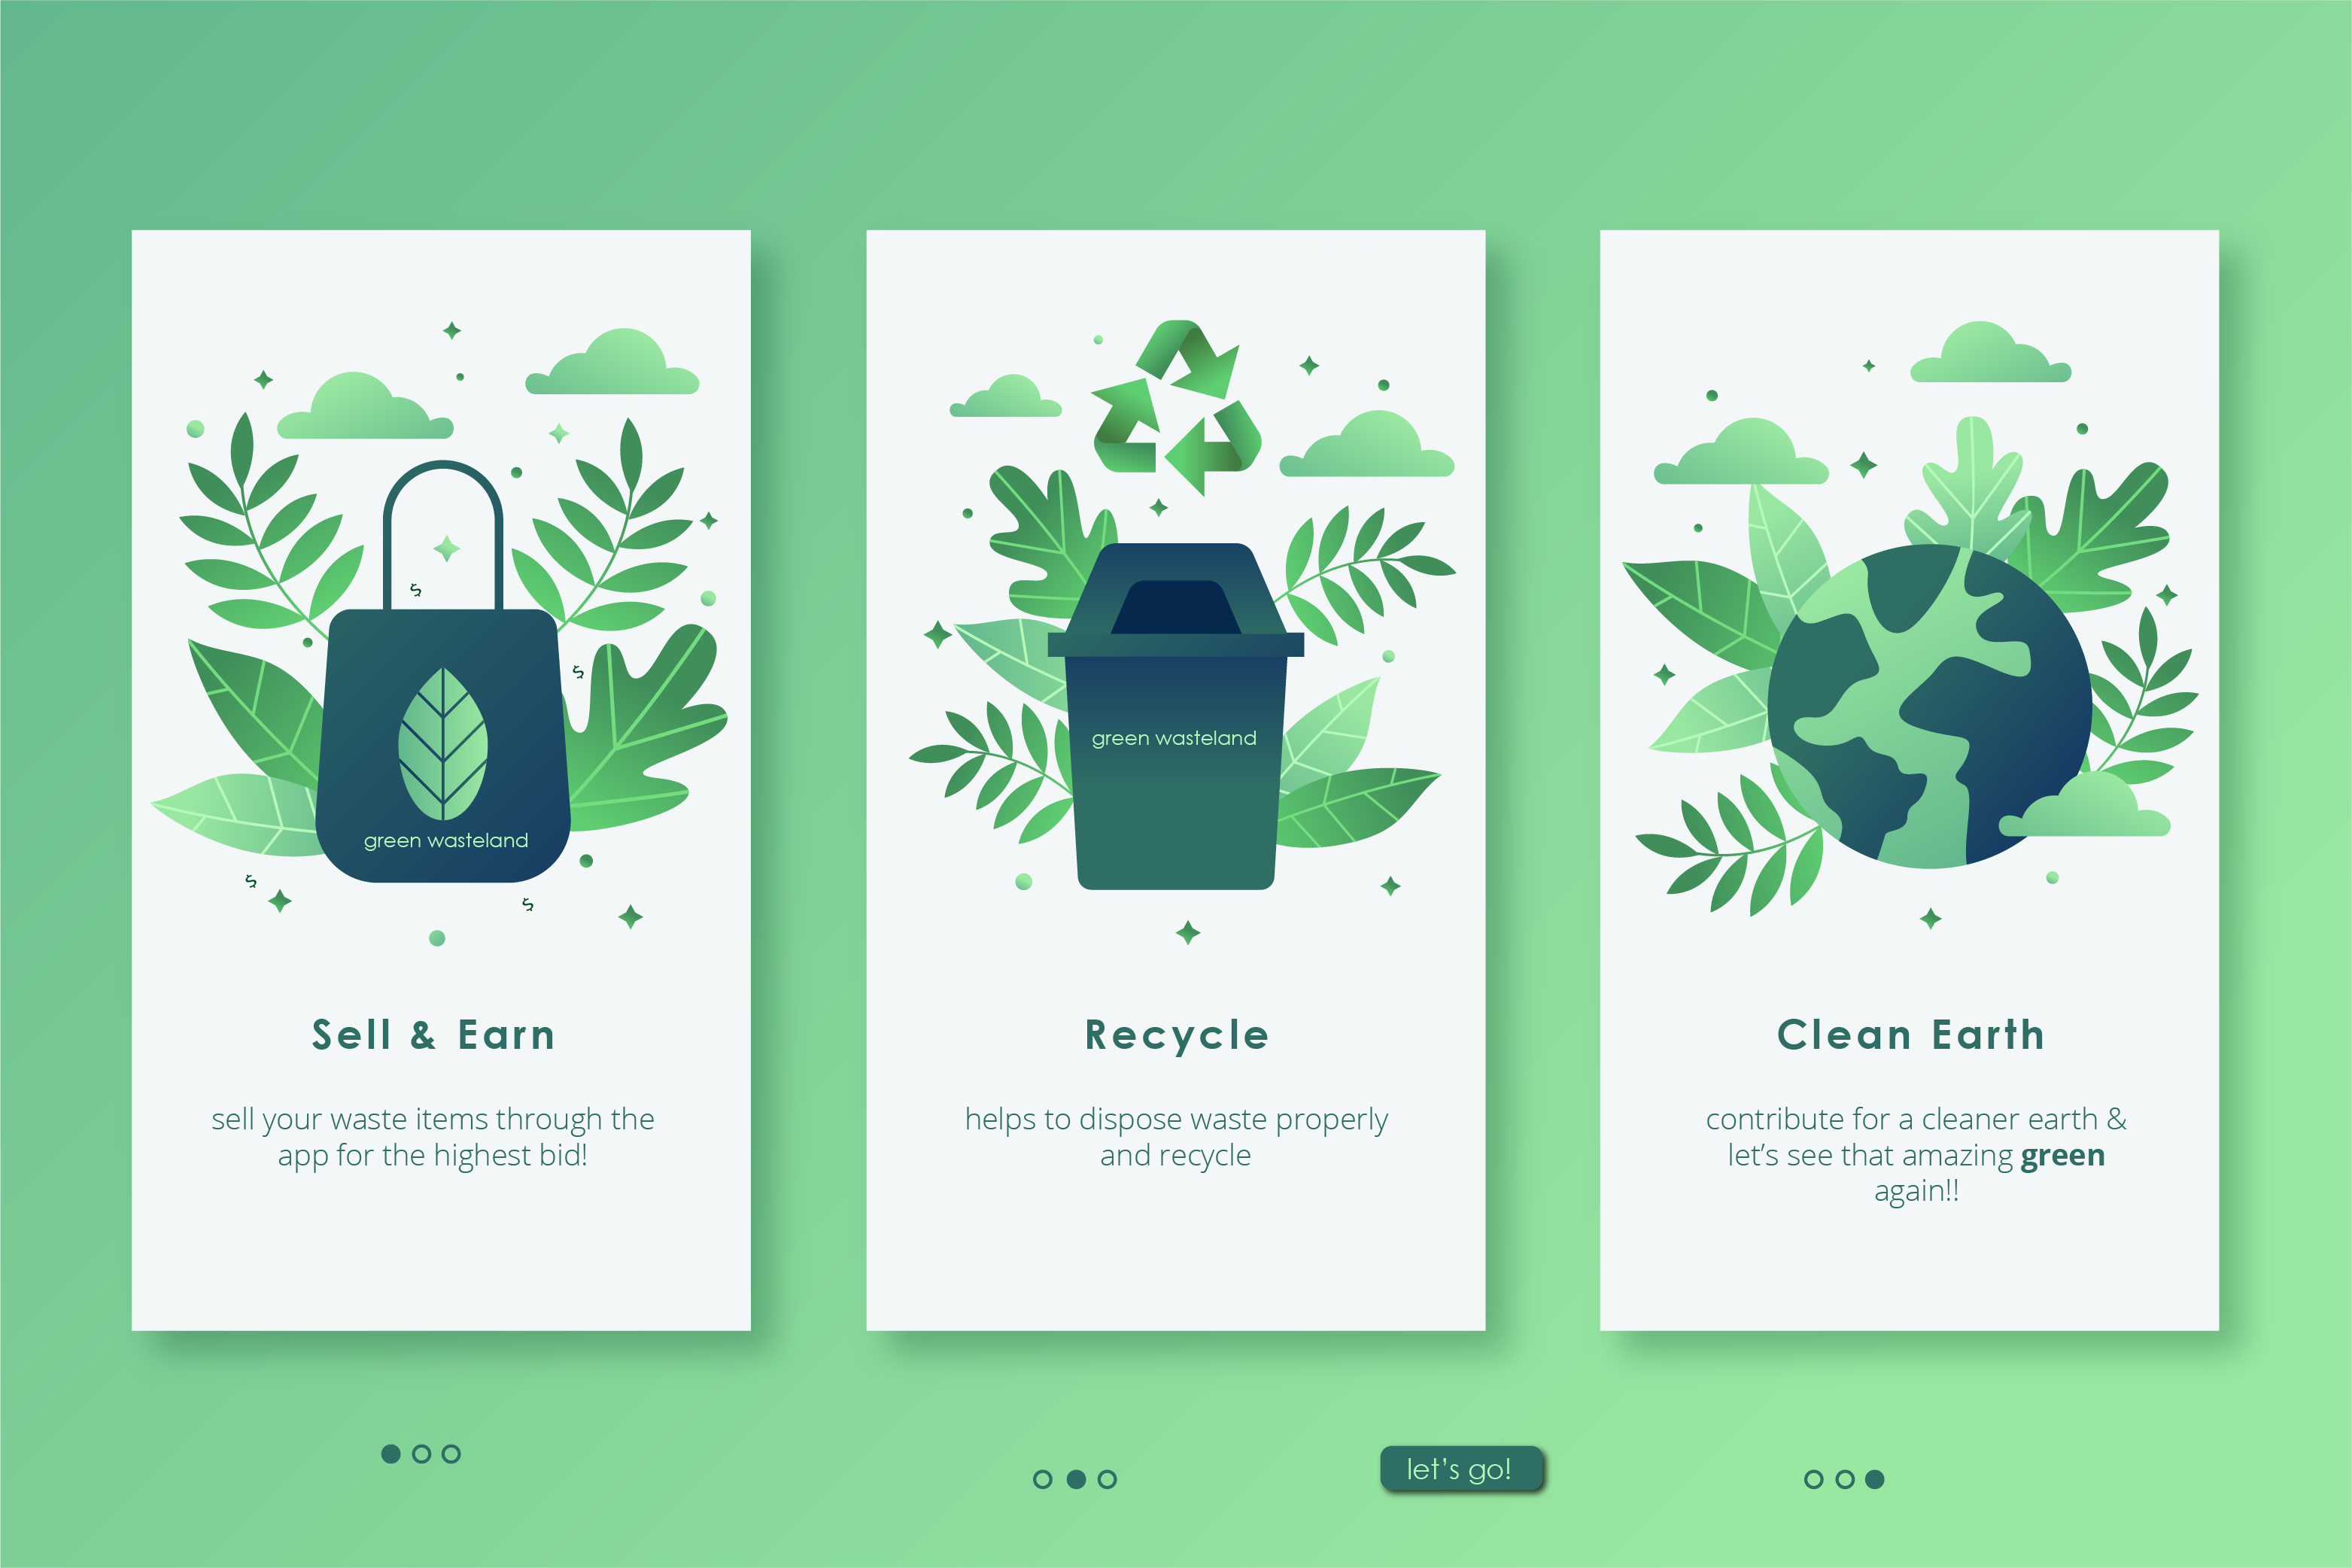 green wasteland
Sell & Earn
sell your waste items through the
app for the highest bid!
green wasteland
Recycle
helps to dispose waste properly
and recycle
Clean Earth
contribute for a cleaner earth &
let’s see that amazing green
again!!
let’s go!